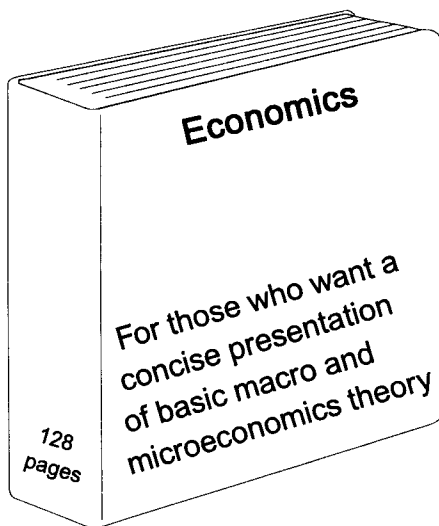 Economics
For those who want a
concise presentation
of basic macro and
microeconomics theory
128
pages